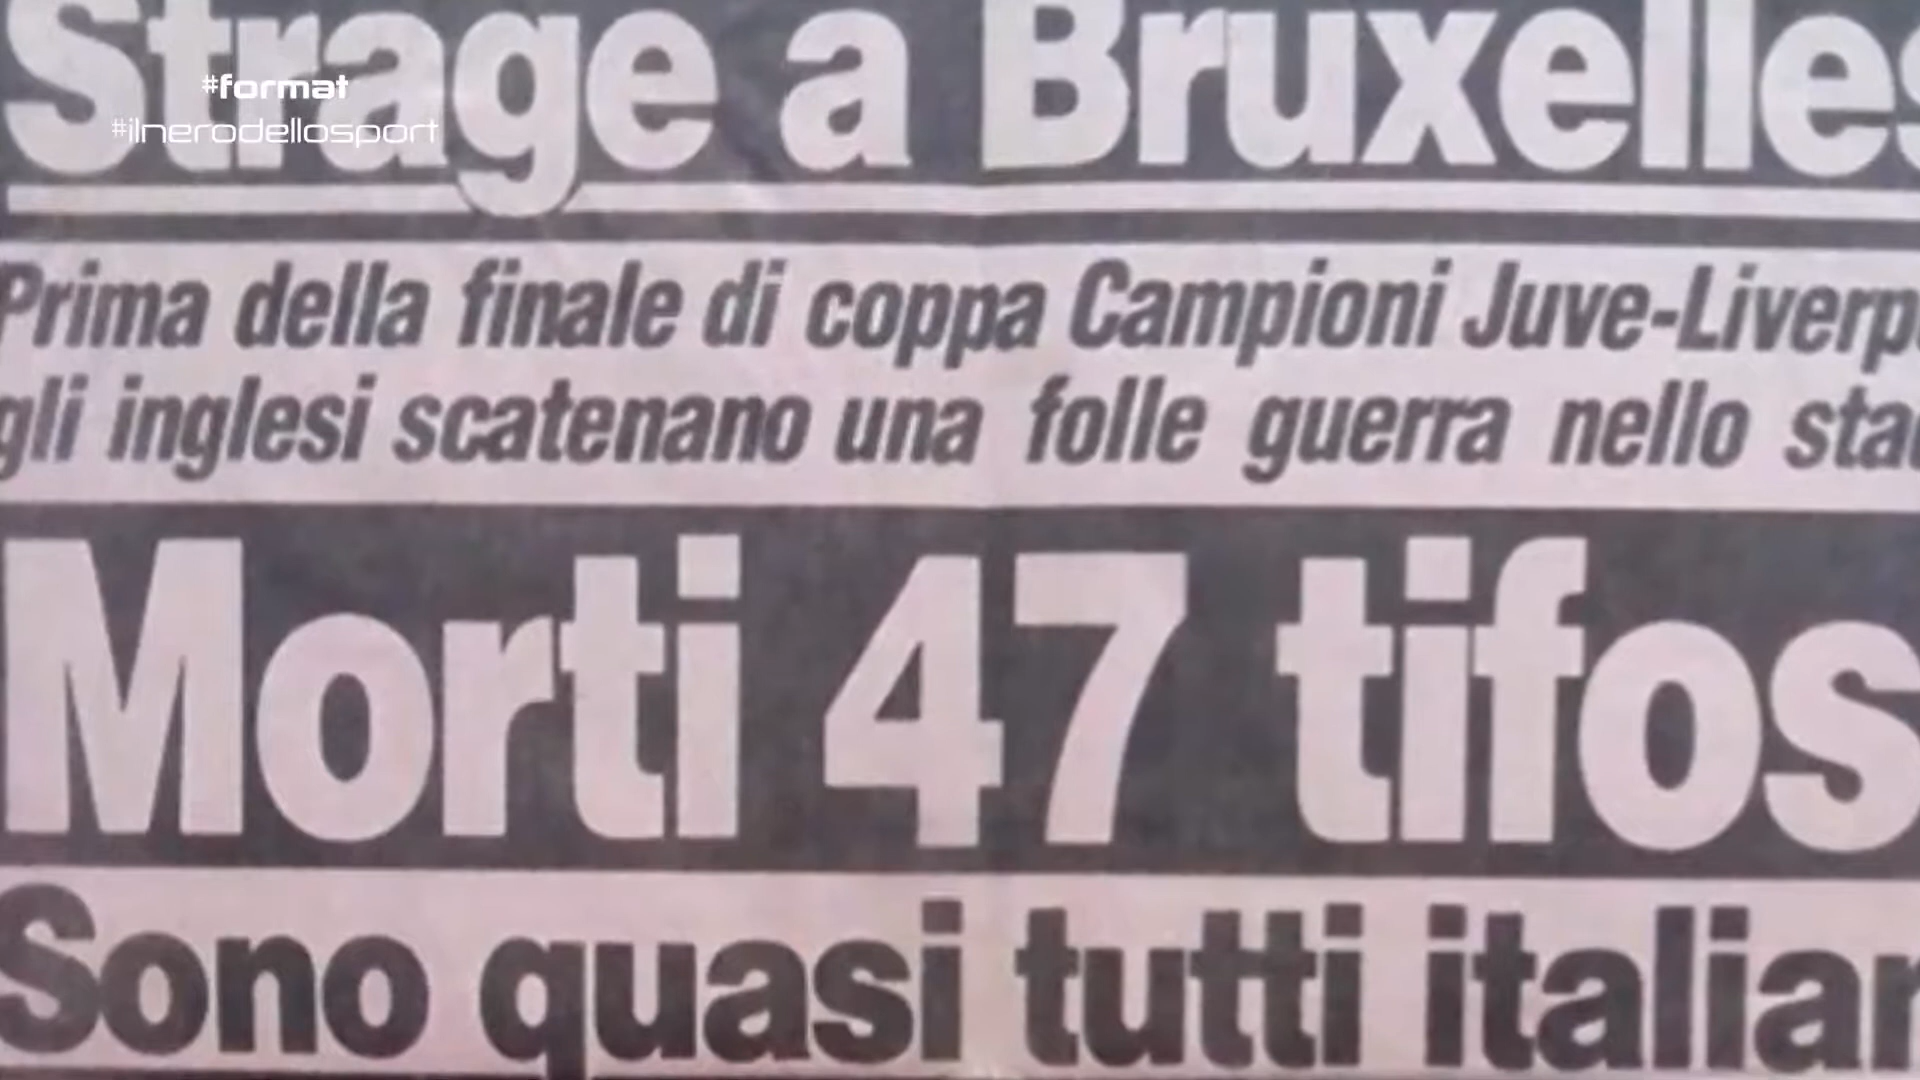 Strage a Bruxelles
#format
#ilnerodellosport
Prima della finale di coppa Campioni Juve-Liverp
gli inglesi scatenano una folle guerra nello sta
Morti 47 tifos
Sono quasi tutti italian